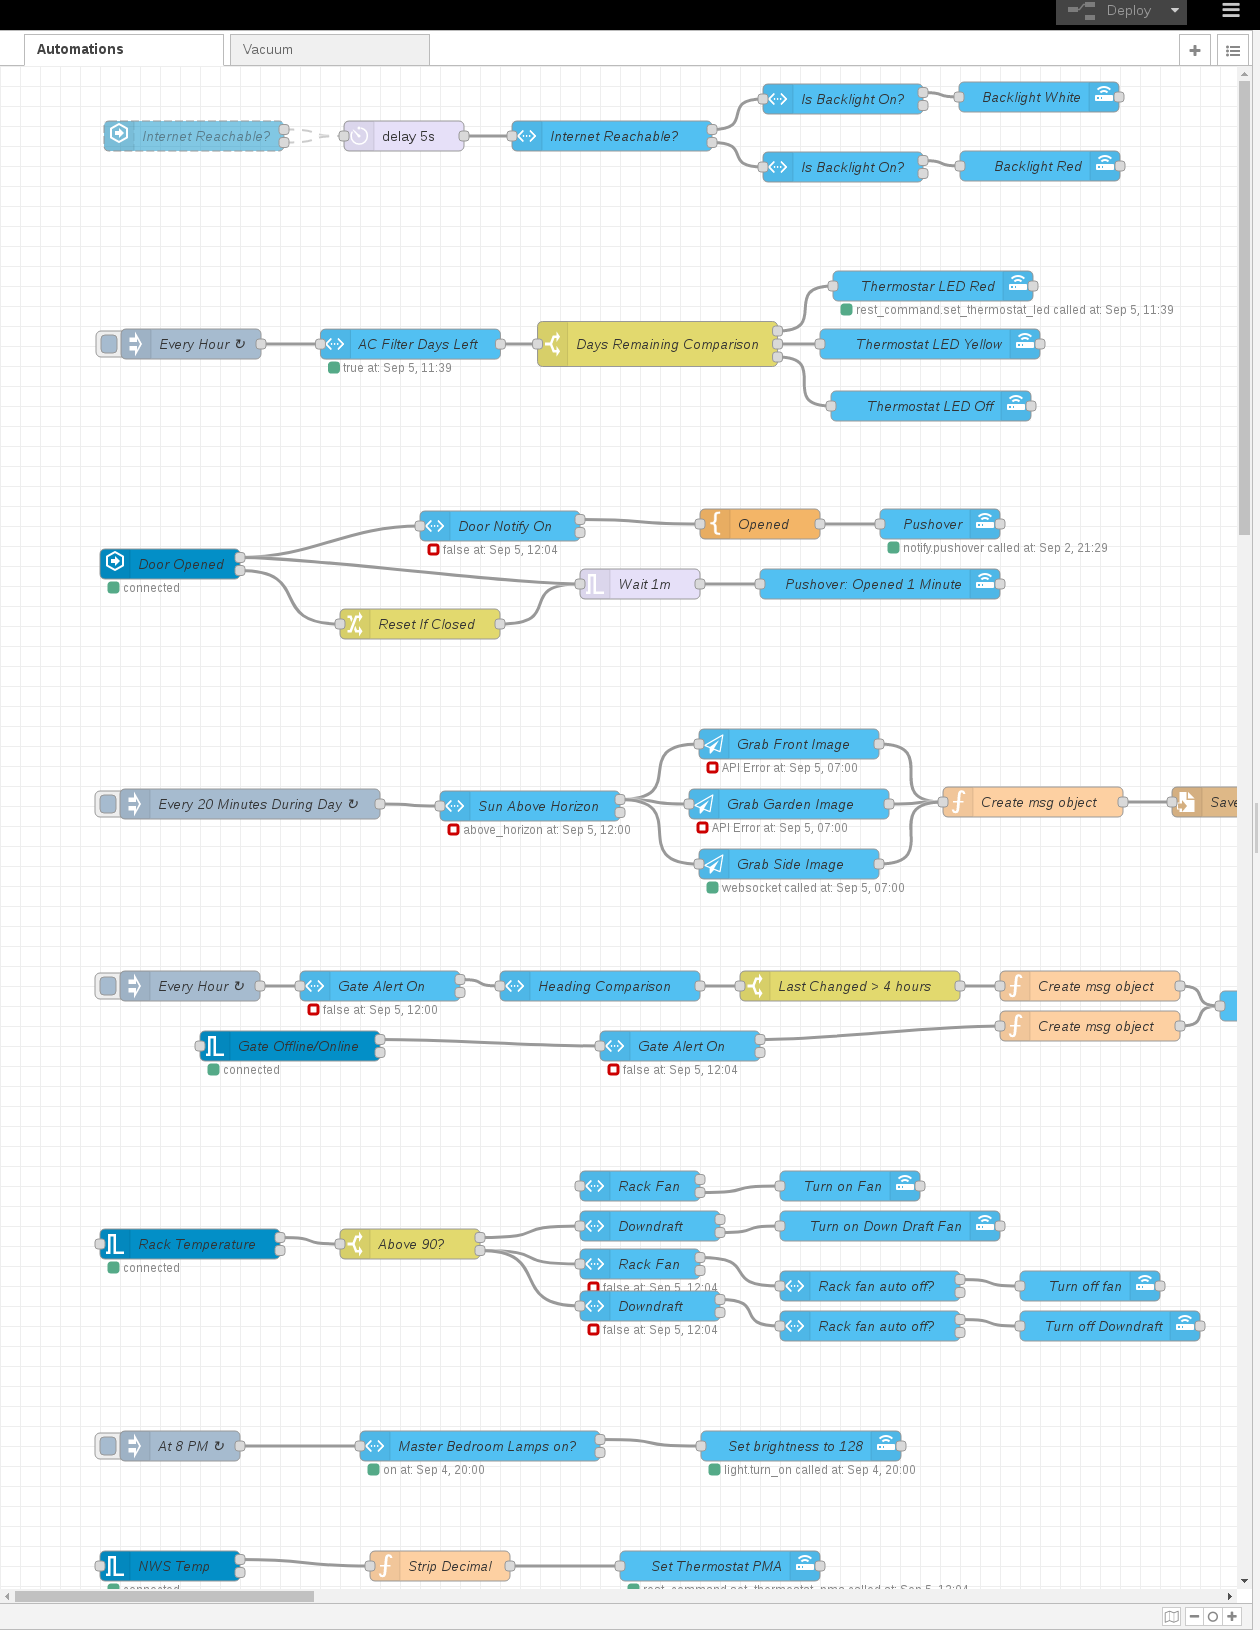 Deploy
Automations
Vacuum
Is Backlight On?
Backlight White
Internet Reachable?
delay 5s
Internet Reachable?
Is Backlight On?
Backlight Red
Thermostar LED Red
rest_command.set_thermostat_led called at: Sep 5, 11:39
Every Hour ↻
AC Filter Days Left
true at: Sep 5, 11:39
Days Remaining Comparison
Thermostat LED Yellow
Thermostat LED Off
Door Notify On
false at: Sep 5, 12:04
Opened
Pushover
notify.pushover called at: Sep 2, 21:29
Door Opened
connected
Wait 1m
Pushover: Opened 1 Minute
Reset If Closed
Grab Front Image
API Error at: Sep 5, 07:00
Every 20 Minutes During Day ↻
Sun Above Horizon
above_horizon at: Sep 5, 12:00
Grab Garden Image
API Error at: Sep 5, 07:00
Create msg object
Save
Grab Side Image
websocket called at: Sep 5, 07:00
Every Hour ↻
Gate Alert On
false at: Sep 5, 12:00
Heading Comparison
Last Changed > 4 hours
Create msg object
Create msg object
Gate Offline/Online
connected
Gate Alert On
false at: Sep 5, 12:04
Rack Fan
Turn on Fan
Downdraft
Turn on Down Draft Fan
Rack Temperature
connected
Above 90?
Rack Fan
false at: Sep 5, 12:04
Rack fan auto off?
Turn off fan
Downdraft
false at: Sep 5, 12:04
Rack fan auto off?
Turn off Downdraft
At 8 PM ↻
Master Bedroom Lamps on?
on at: Sep 4, 20:00
Set brightness to 128
light.turn_on called at: Sep 4, 20:00
NWS Temp
connected
Strip Decimal
Set Thermostat PMA
rest_command.set_thermostat_pma called at: Sep 5, 12:04